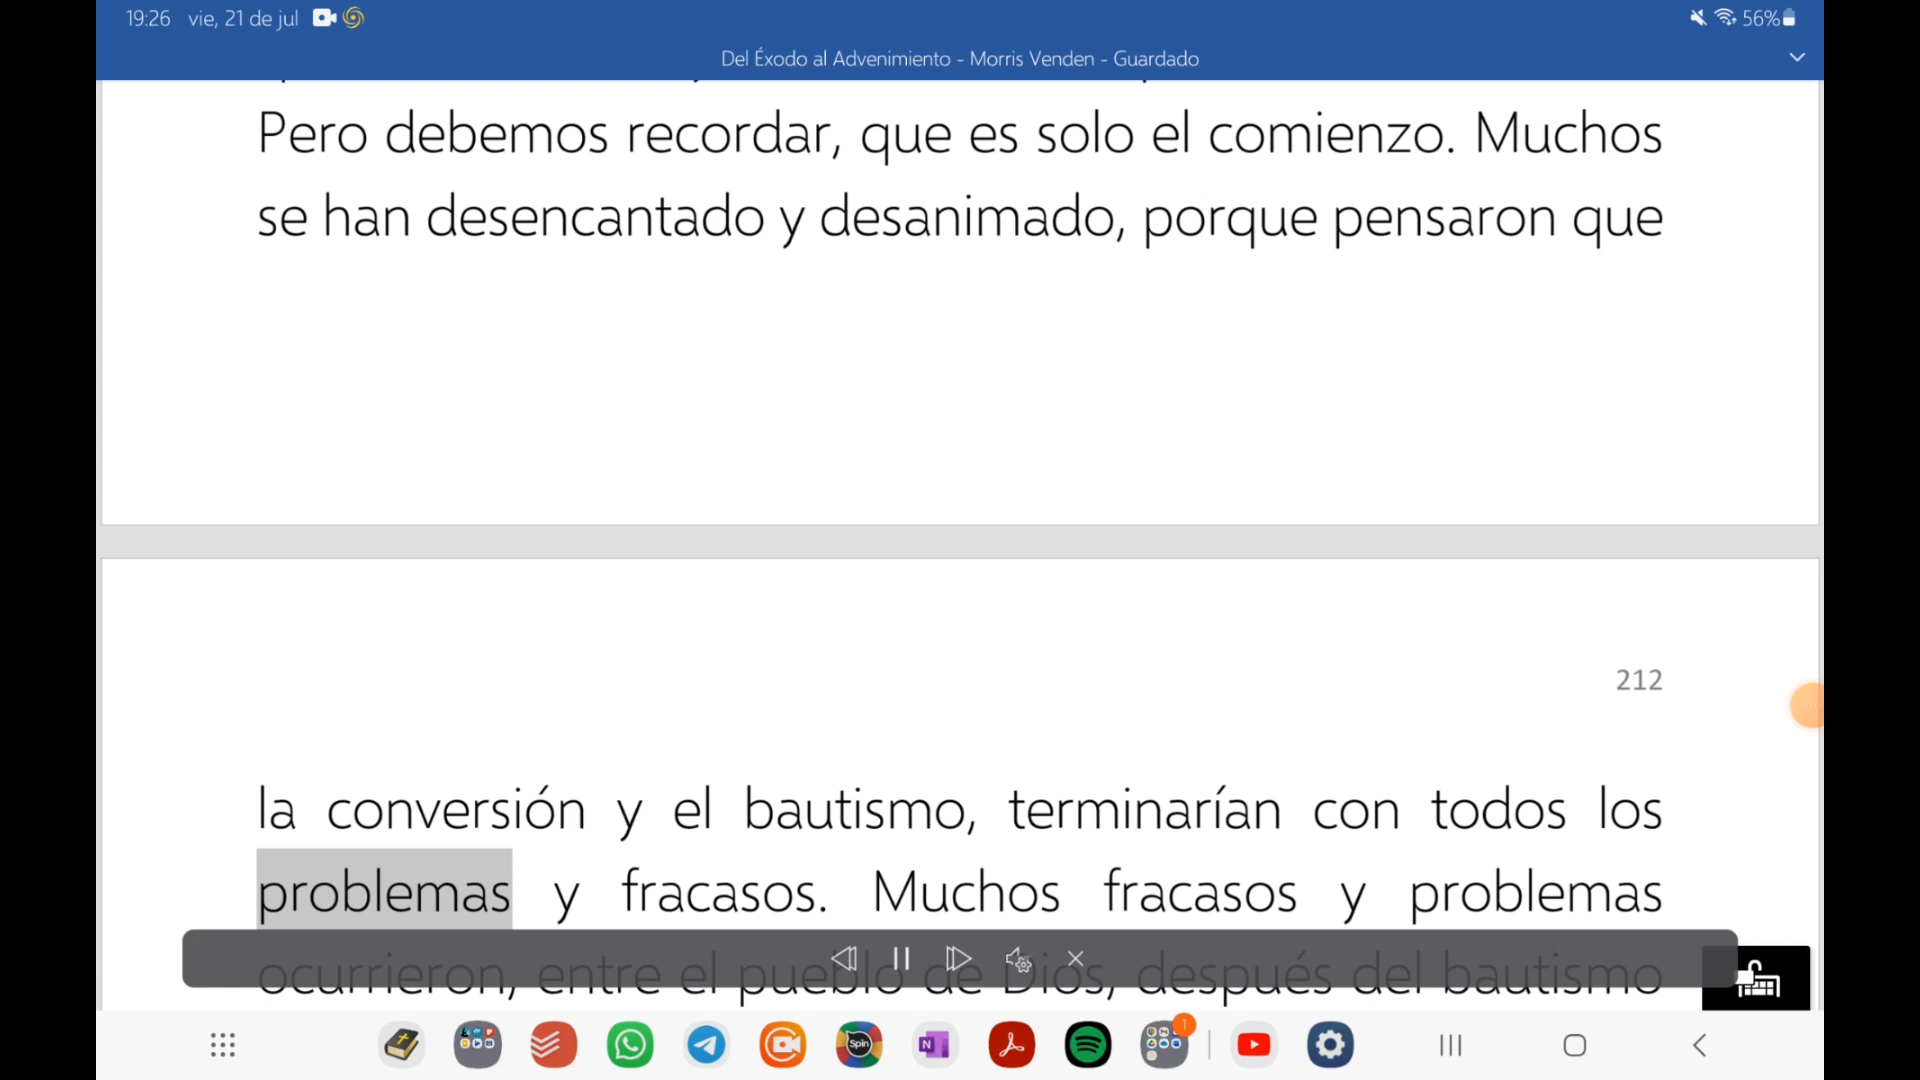 19:26 vie, 21 de jul
56%
Del Éxodo al Advenimiento - Morris Venden - Guardado
Pero debemos recordar, que es solo el comienzo. Muchos
se han desencantado y desanimado, porque pensaron que
212
la conversión y el bautismo, terminarían con todos los
problemas y fracasos. Muchos fracasos y problemas
ocurrieron, entre el pueblo de Dios, después del bautismo
Spin
N
1